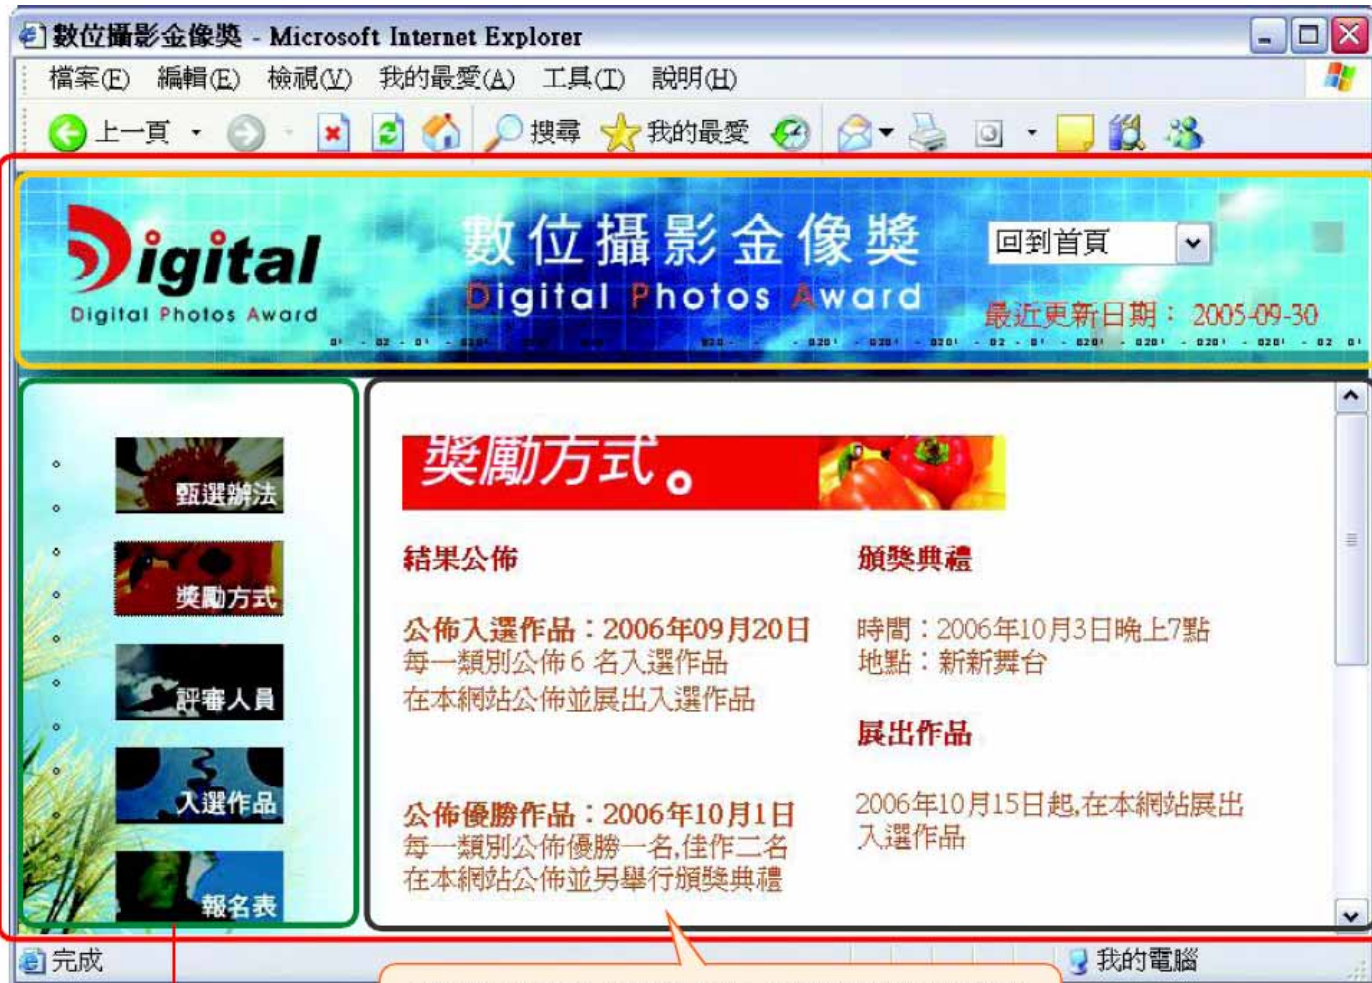 數位攝影金像獎 - Microsoft Internet Explorer
檔案(F) 編輯(E) 檢視(V) 我的最愛(A) 工具(T) 說明(H)
上一頁 搜尋 我的最愛
Digital
Digital Photos Award
數位攝影金像獎
Digital Photos Award
回到首頁
最近更新日期： 2005-09-30
甄選辦法
獎勵方式
評審人員
入選作品
報名表
獎勵方式。
結果公佈
公佈入選作品：2006年09月20日
每一類別公佈6 名入選作品
在本網站公佈並展出入選作品
公佈優勝作品：2006年10月1日
每一類別公佈優勝一名,佳作二名
在本網站公佈並另舉行頒獎典禮
頒獎典禮
時間：2006年10月3日晚上7點
地點：新新舞台
展出作品
2006年10月15日起,在本網站展出
入選作品
完成
我的電腦